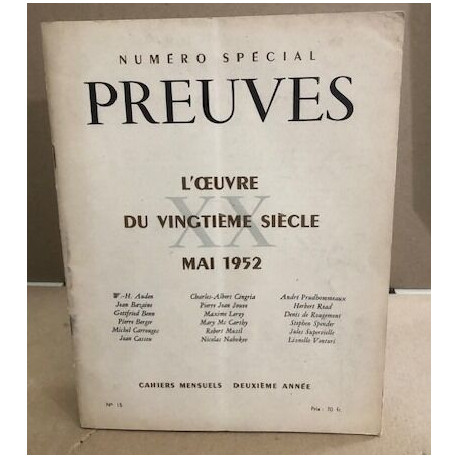 NUMÉRO SPÉCIAL
PREUVES
L'ŒUVRE
DU VINGTIÈME SIÈCLE
XX
MAI 1952
W.-H. Auden
Jean Bazaine
Gottfried Benn
Pierre Berger
Michel Carrouges
Jean Cassou
Charles-Albert Cingria
Pierre Jean Jouve
Maxime Leroy
Mary Mc Carthy
Robert Musil
Nicolas Nabokov
André Prudhommeaux
Herbert Read
Denis de Rougemont
Stephen Spender
Jules Supervielle
Lionello Venturi
CAHIERS MENSUELS DEUXIÈME ANNÉE
N° 15
Prix :